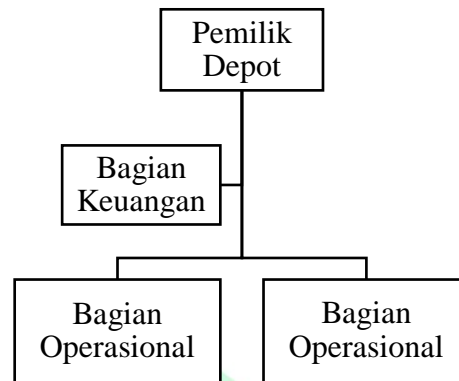 Pemilik
Depot
Bagian
Keuangan
Bagian
Operasional
Bagian
Operasional